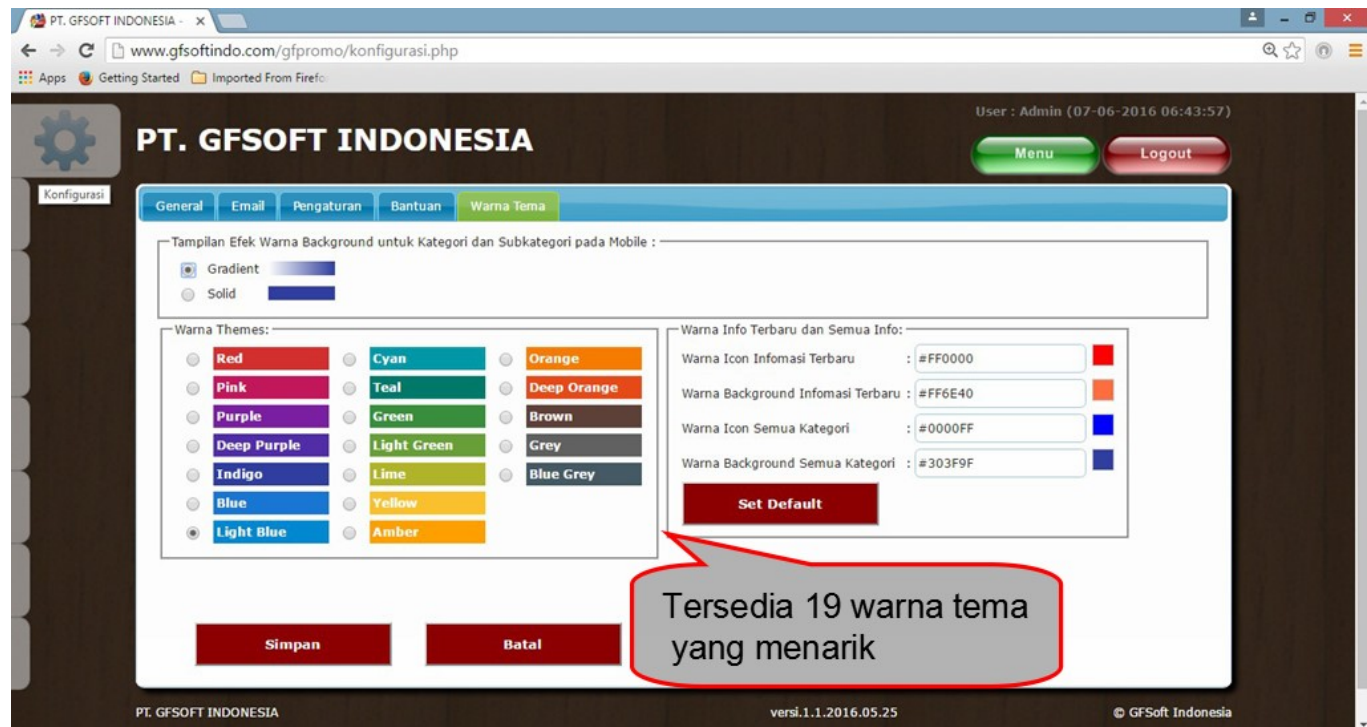 PT. GFSOFT INDONESIA -
www.gfsoftindo.com/gfpromo/konfigurasi.php
Apps Getting Started Imported From Firefo
User : Admin (07-06-2016 06:43:57)
PT. GFSOFT INDONESIA
Menu Logout
Konfigurasi
General Email Pengaturan Bantuan Warna Tema
Tampilan Efek Warna Background untuk Kategori dan Subkategori pada Mobile :
Gradient
Solid
Warna Themes:
Red Cyan Orange
Pink Teal Deep Orange
Purple Green Brown
Deep Purple Light Green Grey
Indigo Lime Blue Grey
Blue Yellow
Light Blue Amber
Warna Info Terbaru dan Semua Info:
Warna Icon Infomasi Terbaru : #FF0000
Warna Background Infomasi Terbaru : #FF6E40
Warna Icon Semua Kategori : #0000FF
Warna Background Semua Kategori : #303F9F
Set Default
Tersedia 19 warna tema
yang menarik
Simpan Batal
PT. GFSOFT INDONESIA versi.1.1.2016.05.25 © GFSoft Indonesia